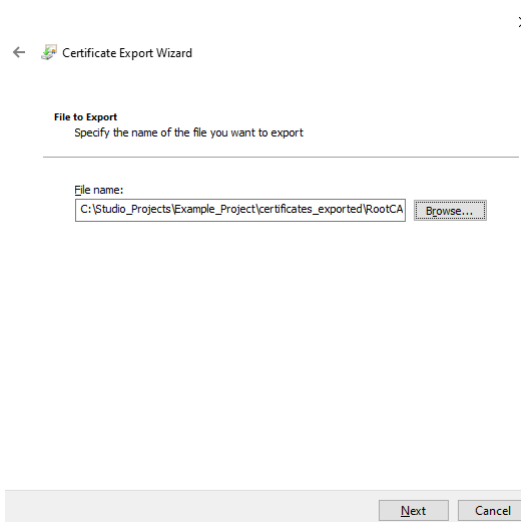 Certificate Export Wizard
File to Export
Specify the name of the file you want to export
File name:
C:\Studio_Projects\Example_Project\certificates_exported\RootCA
Browse...
Next
Cancel